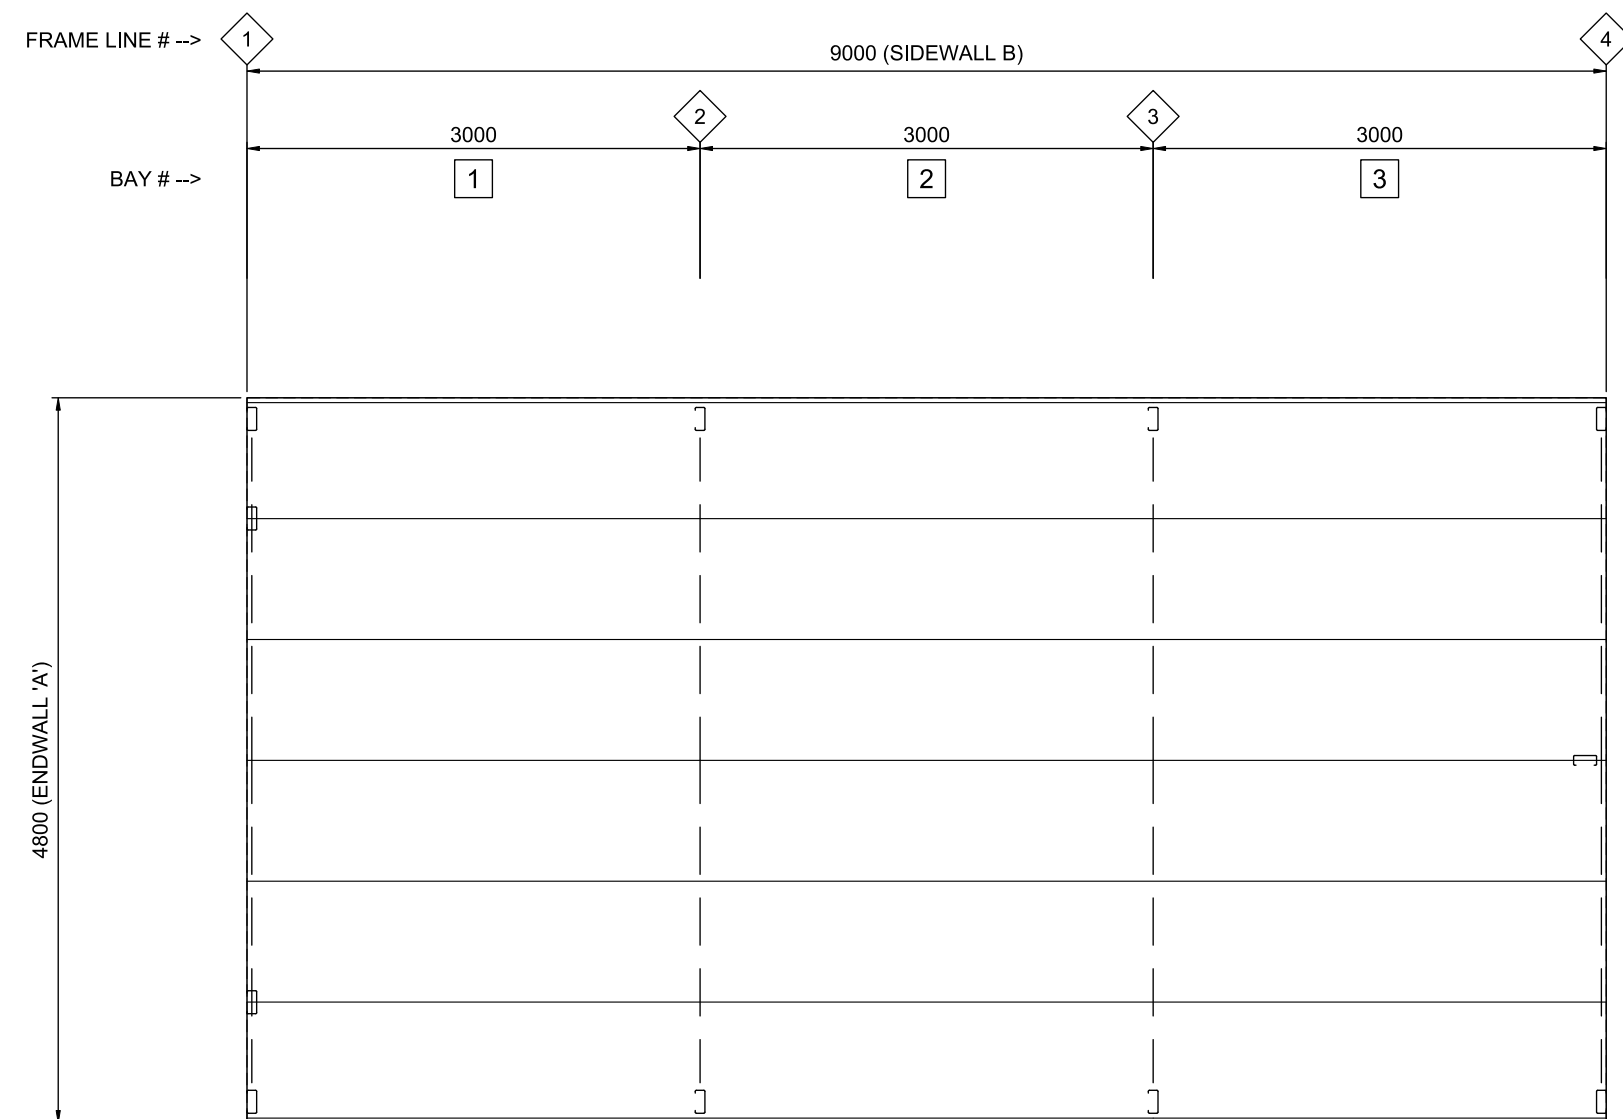 FRAME LINE # -->
1
4
9000 (SIDEWALL B)
2
3
3000
3000
3000
BAY # -->
1
2
3
4800 (ENDWALL 'A')